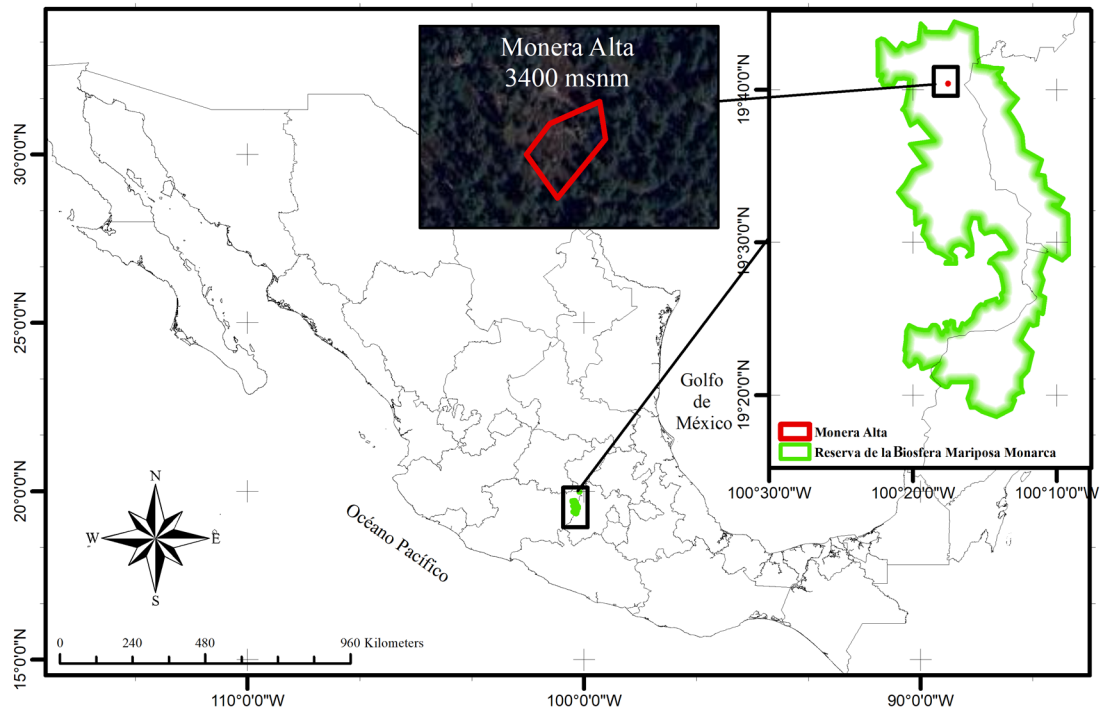 Monera Alta
3400 msnm
19°40'0"N
19°30'0"N
19°20'0"N
Monera Alta
Reserva de la Biosfera Mariposa Monarca
100°30'0"W
100°20'0"W
100°10'0"W
30°0'0"N
25°0'0"N
20°0'0"N
15°0'0"N
Golfo
de
México
Océano Pacífico
N
W
E
S
0
240
480
960 Kilometers
110°0'0"W
100°0'0"W
90°0'0"W